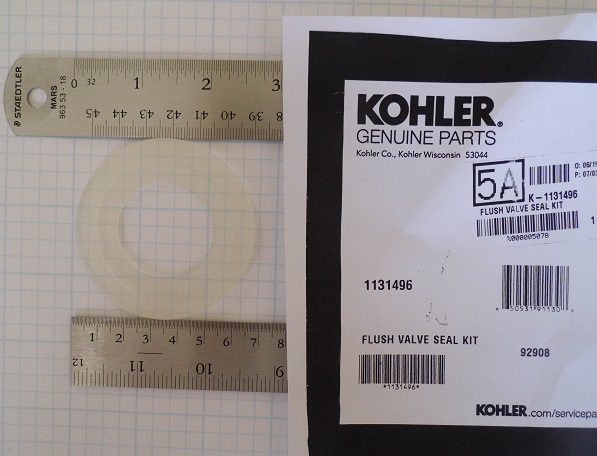 STAEDTLER
MARS
963 53 - 18
0 32 1 2 3
45 44 43 42 41 40 39 38
1 2 3 4 5 6 7 8
12 11 10 9
KOHLER®
GENUINE PARTS
Kohler Co., Kohler Wisconsin 53044
5A
K-1131496
FLUSH VALVE SEAL KIT
1131496
FLUSH VALVE SEAL KIT
92908
*1131496*
KOHLER.com/servicepa